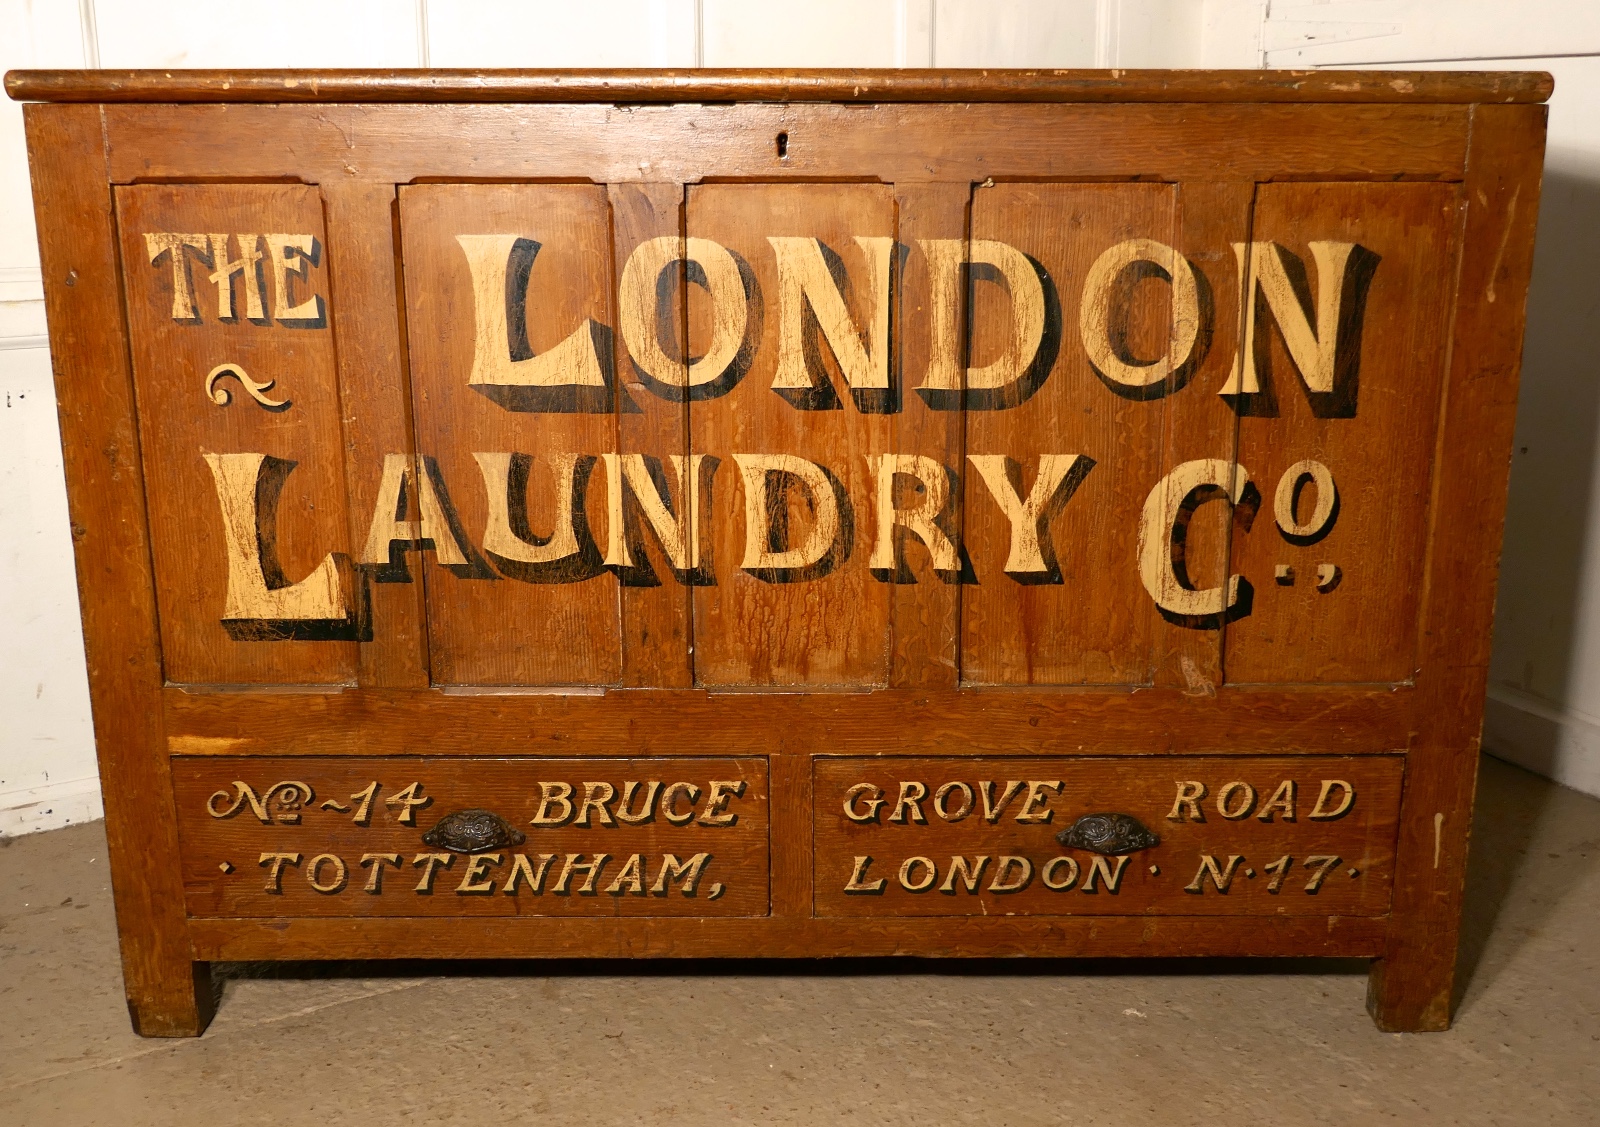 THE LONDON
~ LAUNDRY Co.,
No ~14 BRUCE GROVE ROAD
· TOTTENHAM, LONDON · N·17·